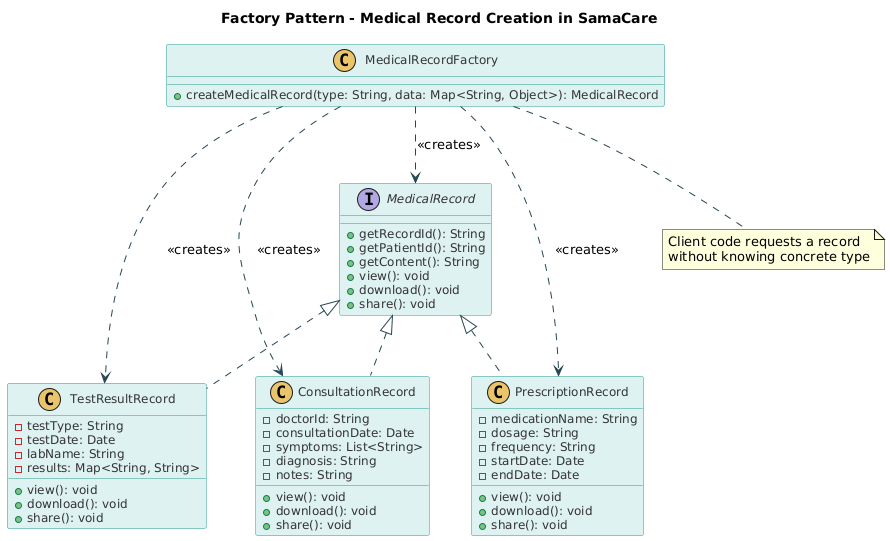 Factory Pattern - Medical Record Creation in SamaCare
C MedicalRecordFactory
createMedicalRecord(type: String, data: Map<String, Object>): MedicalRecord
«creates»
I MedicalRecord
getRecordId(): String
getPatientId(): String
getContent(): String
view(): void
download(): void
share(): void
«creates»
«creates»
«creates»
Client code requests a record
without knowing concrete type
C TestResultRecord
testType: String
testDate: Date
labName: String
results: Map<String, String>
view(): void
download(): void
share(): void
C ConsultationRecord
doctorId: String
consultationDate: Date
symptoms: List<String>
diagnosis: String
notes: String
view(): void
download(): void
share(): void
C PrescriptionRecord
medicationName: String
dosage: String
frequency: String
startDate: Date
endDate: Date
view(): void
download(): void
share(): void